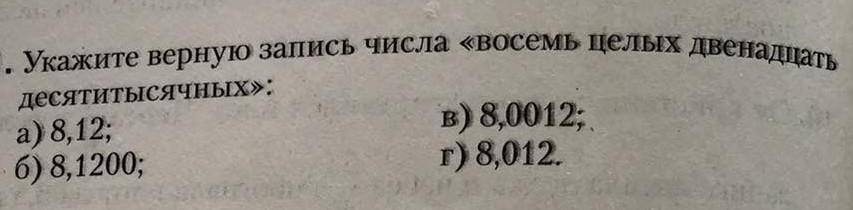 . Укажите верную запись числа «восемь целых двенадцать
десятитысячных»:
а) 8,12; в) 8,0012;
б) 8,1200; г) 8,012.